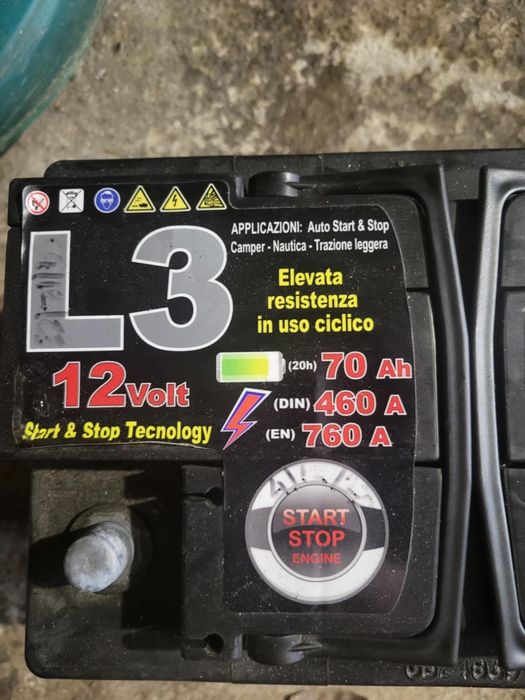 L3
APPLICAZIONI: Auto Start & Stop
Camper - Nautica - Trazione leggera
Elevata
resistenza
in uso ciclico
12Volt
(20h) 70 Ah
(DIN) 460 A
(EN) 760 A
Start & Stop Tecnology
START
STOP
ENGINE